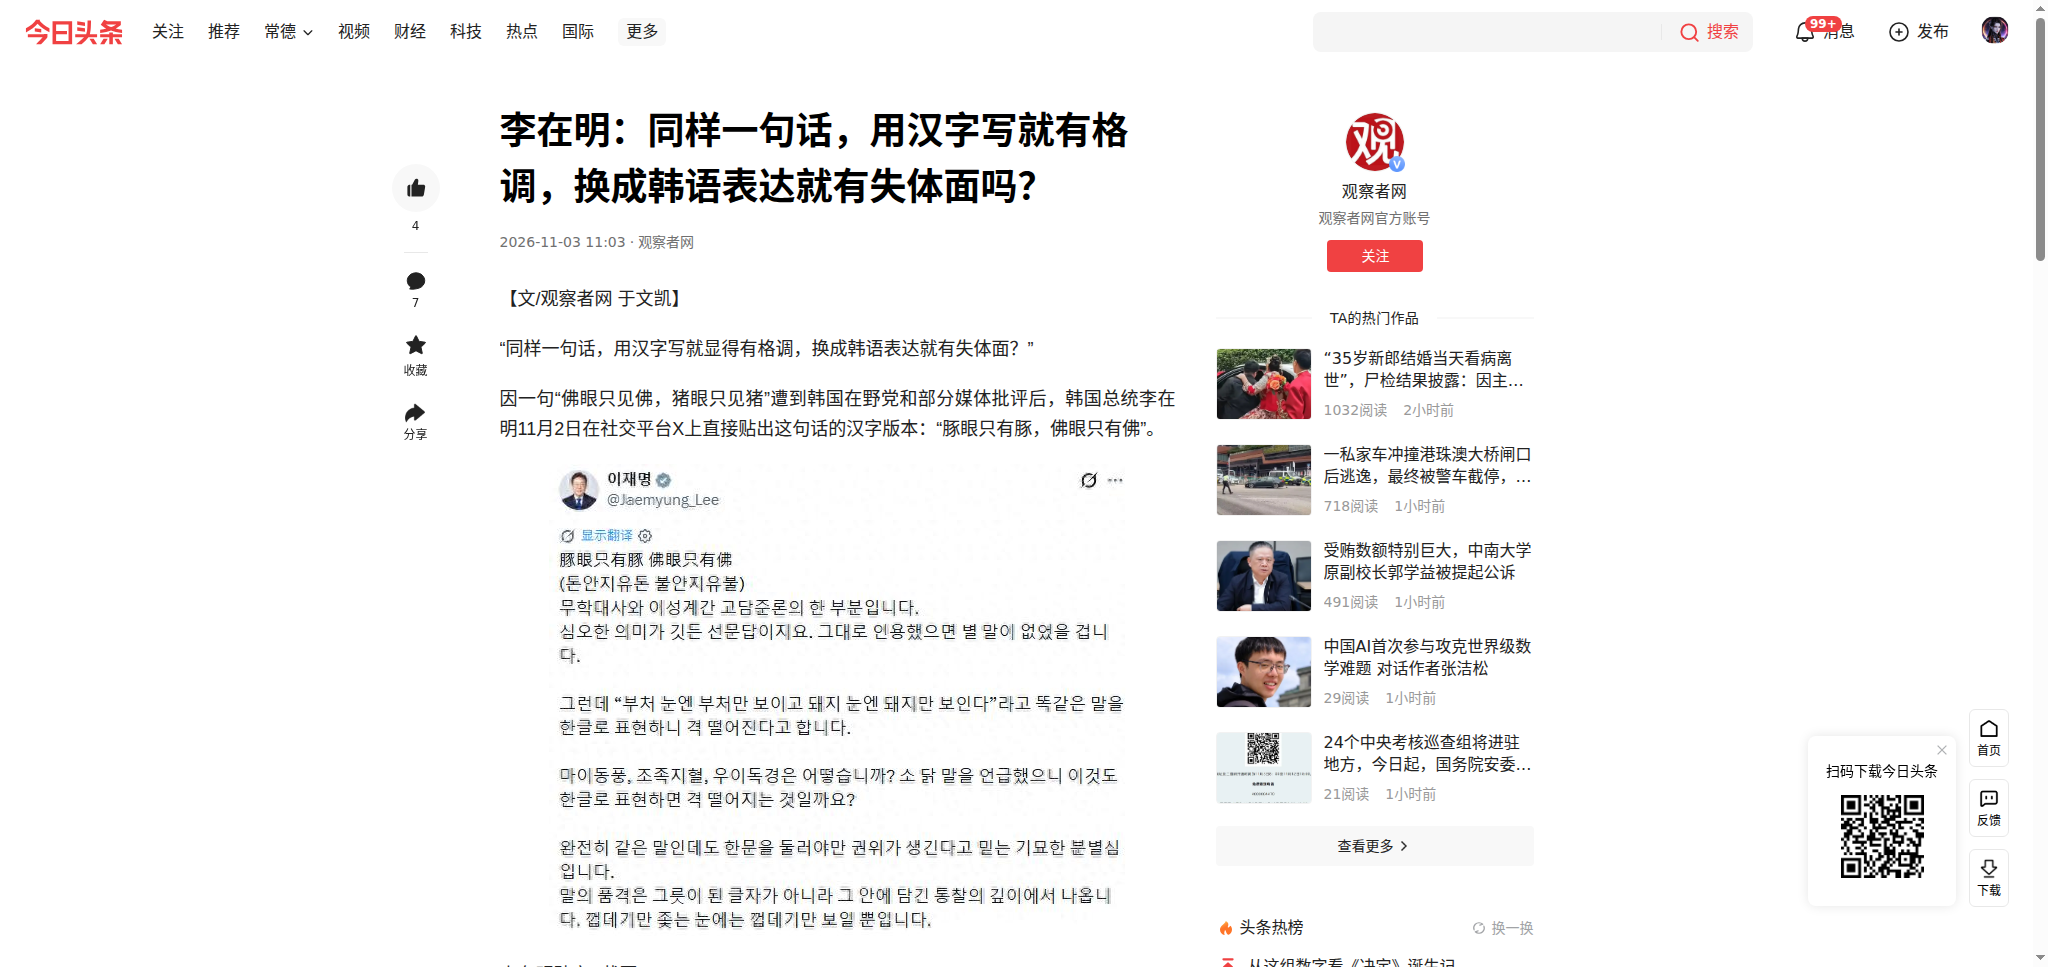 今日头条
关注
推荐
常德
视频
财经
科技
热点
国际
更多
搜索
99+
消息
发布
李在明：同样一句话，用汉字写就有格
调，换成韩语表达就有失体面吗？
2026-11-03 11:03 · 观察者网
4
7
收藏
分享
【文/观察者网 于文凯】
“同样一句话，用汉字写就显得有格调，换成韩语表达就有失体面？”
因一句“佛眼只见佛，猪眼只见猪”遭到韩国在野党和部分媒体批评后，韩国总统李在
明11月2日在社交平台X上直接贴出这句话的汉字版本：“豚眼只有豚，佛眼只有佛”。
이재명
@Jaemyung_Lee
显示翻译
豚眼只有豚 佛眼只有佛
(돈안지유돈 불안지유불)
무학대사와 이성계간 고담준론의 한 부분입니다.
심오한 의미가 깃든 선문답이지요. 그대로 인용했으면 별 말이 없었을 겁니
다.
그런데 “부처 눈엔 부처만 보이고 돼지 눈엔 돼지만 보인다”라고 똑같은 말을
한글로 표현하니 격 떨어진다고 합니다.
마이동풍, 조족지혈, 우이독경은 어떻습니까? 소 닭 말을 언급했으니 이것도
한글로 표현하면 격 떨어지는 것일까요?
완전히 같은 말인데도 한문을 둘러야만 권위가 생긴다고 믿는 기묘한 분별심
입니다.
말의 품격은 그릇이 된 글자가 아니라 그 안에 담긴 통찰의 깊이에서 나옵니
다. 껍데기만 좇는 눈에는 껍데기만 보일 뿐입니다.
观
观察者网
观察者网官方账号
关注
TA的热门作品
“35岁新郎结婚当天看病离
世”，尸检结果披露：因主…
1032阅读 2小时前
一私家车冲撞港珠澳大桥闸口
后逃逸，最终被警车截停，…
718阅读 1小时前
受贿数额特别巨大，中南大学
原副校长郭学益被提起公诉
491阅读 1小时前
中国AI首次参与攻克世界级数
学难题 对话作者张洁松
29阅读 1小时前
24个中央考核巡查组将进驻
地方，今日起，国务院安委…
21阅读 1小时前
查看更多
头条热榜
换一换
从这组数字看《决定》诞生记
扫码下载今日头条
首页
反馈
下载